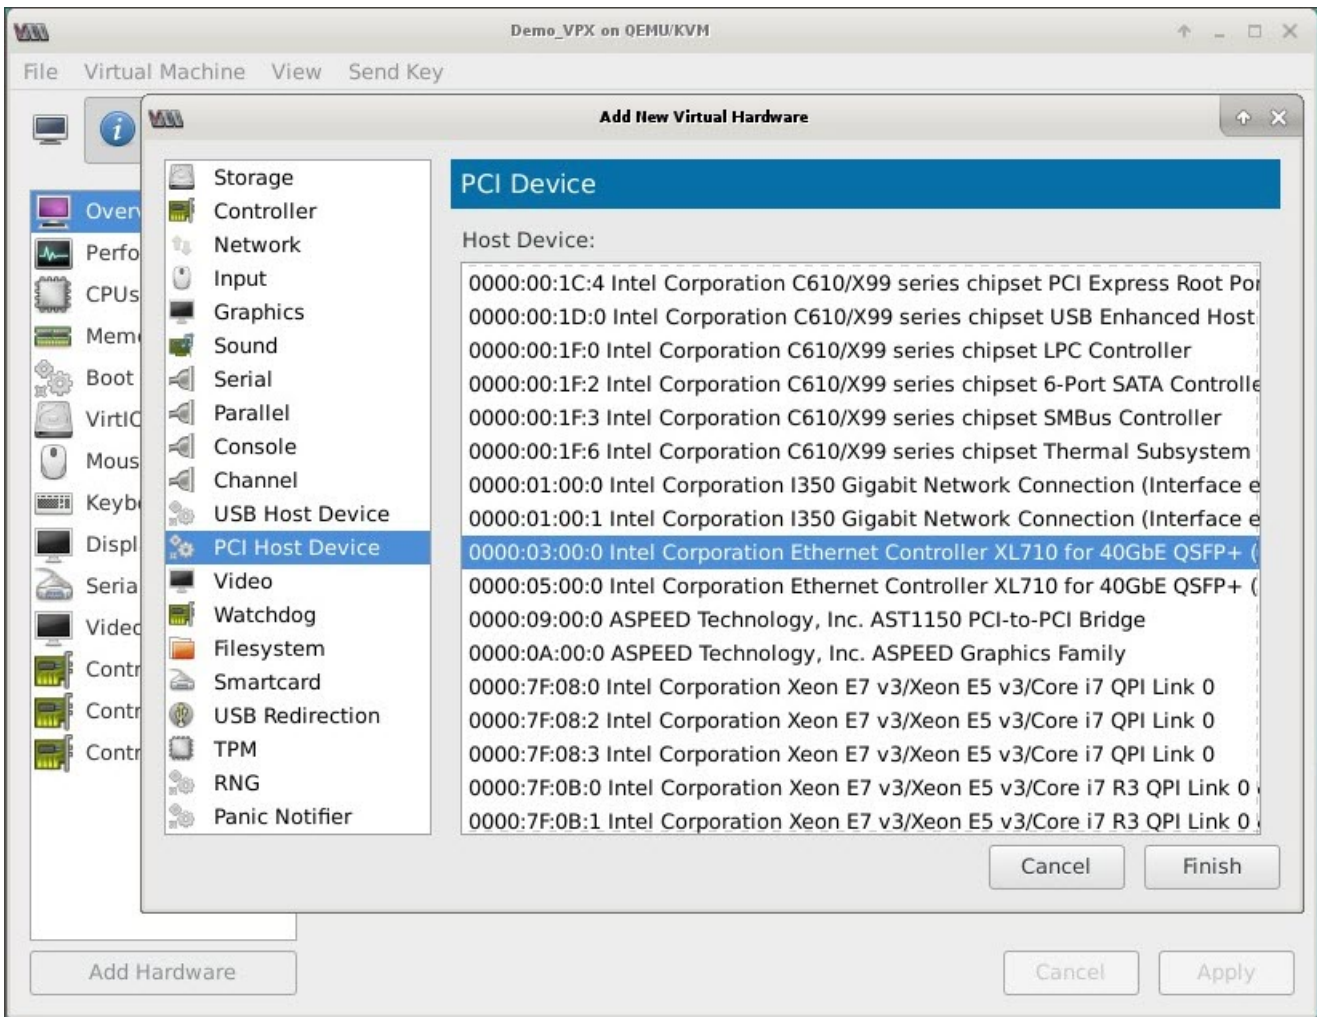 Demo_VPX on QEMU/KVM
File Virtual Machine View Send Key
Add New Virtual Hardware
Overv
Perfo
CPUs
Mem
Boot
VirtIO
Mous
Keyb
Displ
Seria
Video
Contr
Contr
Contr
Storage
Controller
Network
Input
Graphics
Sound
Serial
Parallel
Console
Channel
USB Host Device
PCI Host Device
Video
Watchdog
Filesystem
Smartcard
USB Redirection
TPM
RNG
Panic Notifier
PCI Device
Host Device:
0000:00:1C:4 Intel Corporation C610/X99 series chipset PCI Express Root Por
0000:00:1D:0 Intel Corporation C610/X99 series chipset USB Enhanced Host
0000:00:1F:0 Intel Corporation C610/X99 series chipset LPC Controller
0000:00:1F:2 Intel Corporation C610/X99 series chipset 6-Port SATA Controlle
0000:00:1F:3 Intel Corporation C610/X99 series chipset SMBus Controller
0000:00:1F:6 Intel Corporation C610/X99 series chipset Thermal Subsystem
0000:01:00:0 Intel Corporation I350 Gigabit Network Connection (Interface e
0000:01:00:1 Intel Corporation I350 Gigabit Network Connection (Interface e
0000:03:00:0 Intel Corporation Ethernet Controller XL710 for 40GbE QSFP+ (
0000:05:00:0 Intel Corporation Ethernet Controller XL710 for 40GbE QSFP+ (
0000:09:00:0 ASPEED Technology, Inc. AST1150 PCI-to-PCI Bridge
0000:0A:00:0 ASPEED Technology, Inc. ASPEED Graphics Family
0000:7F:08:0 Intel Corporation Xeon E7 v3/Xeon E5 v3/Core i7 QPI Link 0
0000:7F:08:2 Intel Corporation Xeon E7 v3/Xeon E5 v3/Core i7 QPI Link 0
0000:7F:08:3 Intel Corporation Xeon E7 v3/Xeon E5 v3/Core i7 QPI Link 0
0000:7F:0B:0 Intel Corporation Xeon E7 v3/Xeon E5 v3/Core i7 R3 QPI Link 0
0000:7F:0B:1 Intel Corporation Xeon E7 v3/Xeon E5 v3/Core i7 R3 QPI Link 0
Cancel Finish
Add Hardware
Cancel Apply